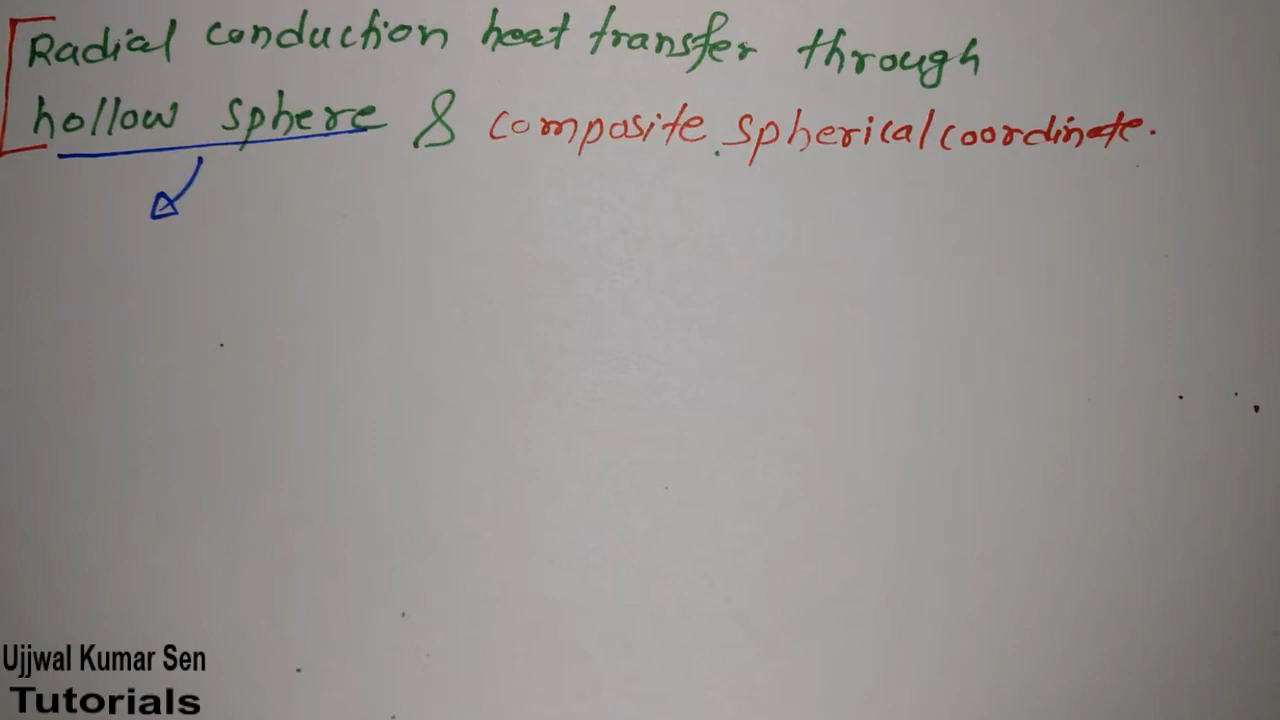 Radial conduction heat transfer through
hollow sphere & composite spherical coordinate.
Ujjwal Kumar Sen
Tutorials